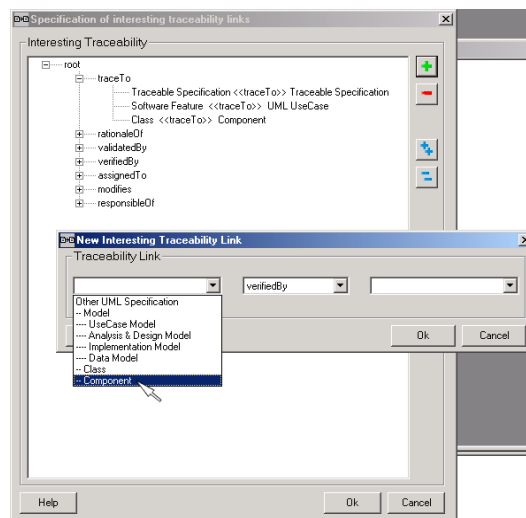 Specification of interesting traceability links
Interesting Traceability
root
traceTo
Traceable Specification <<traceTo>> Traceable Specification
Software Feature <<traceTo>> UML UseCase
Class <<traceTo>> Component
rationaleOf
validatedBy
verifiedBy
assignedTo
modifies
responsibleOf
New Interesting Traceability Link
Traceability Link
verifiedBy
Other UML Specification
-- Model
---- UseCase Model
---- Analysis & Design Model
---- Implementation Model
---- Data Model
-- Class
-- Component
Ok Cancel
Help Ok Cancel